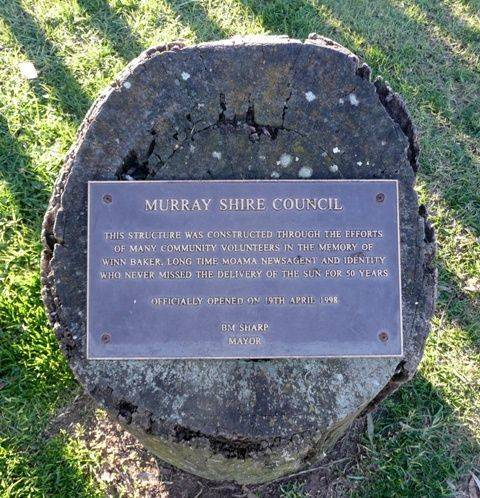 MURRAY SHIRE COUNCIL
THIS STRUCTURE WAS CONSTRUCTED THROUGH THE EFFORTS
OF MANY COMMUNITY VOLUNTEERS IN THE MEMORY OF
WINN BAKER, LONG TIME MOAMA NEWSAGENT AND IDENTITY
WHO NEVER MISSED THE DELIVERY OF THE SUN FOR 50 YEARS
OFFICIALLY OPENED ON 19TH APRIL 1998
BM SHARP
MAYOR